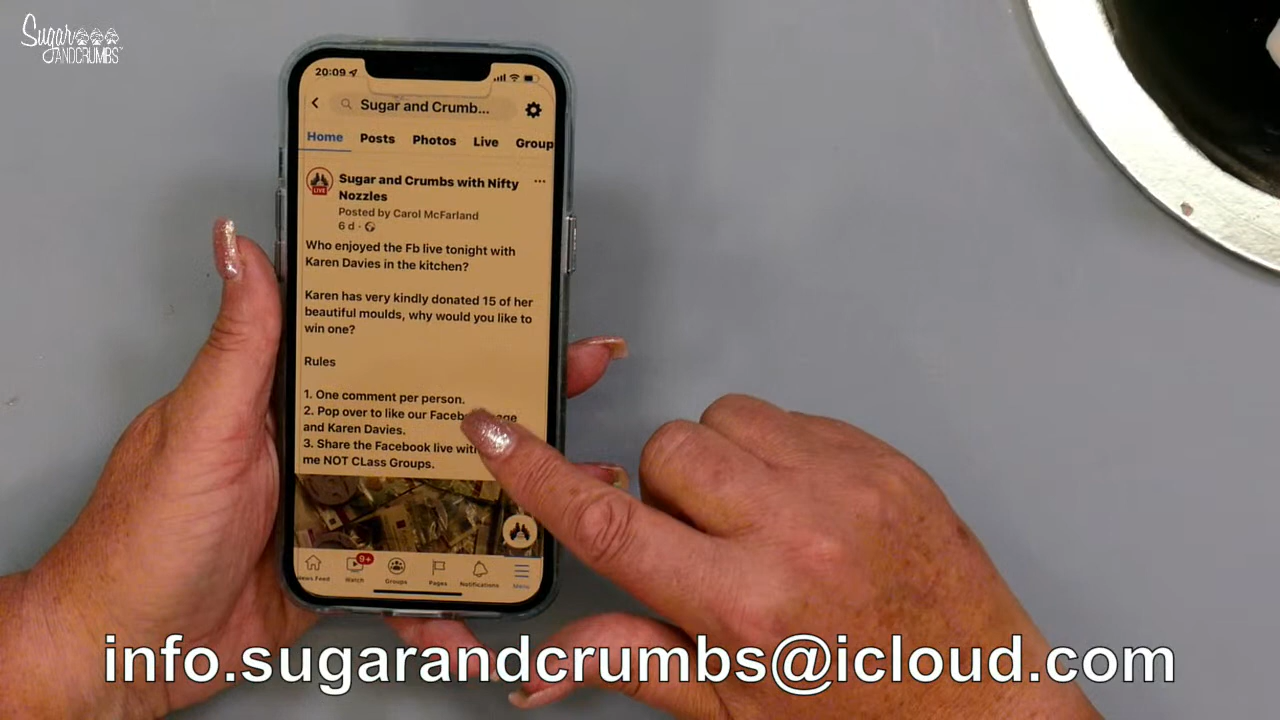 Sugar
ANDCRUMBS
20:09
Sugar and Crumb...
Home Posts Photos Live Group
Sugar and Crumbs with Nifty
Nozzles
Posted by Carol McFarland
6 d ·
LIVE
Who enjoyed the Fb live tonight with
Karen Davies in the kitchen?
Karen has very kindly donated 15 of her
beautiful moulds, why would you like to
win one?
Rules
1. One comment per person.
2. Pop over to like our
and Karen Davies.
3. Share the Facebook live
me NOT CLass Groups.
9+
News Feed Watch Groups Pages Notifications Menu
info.sugarandcrumbs@icloud.com